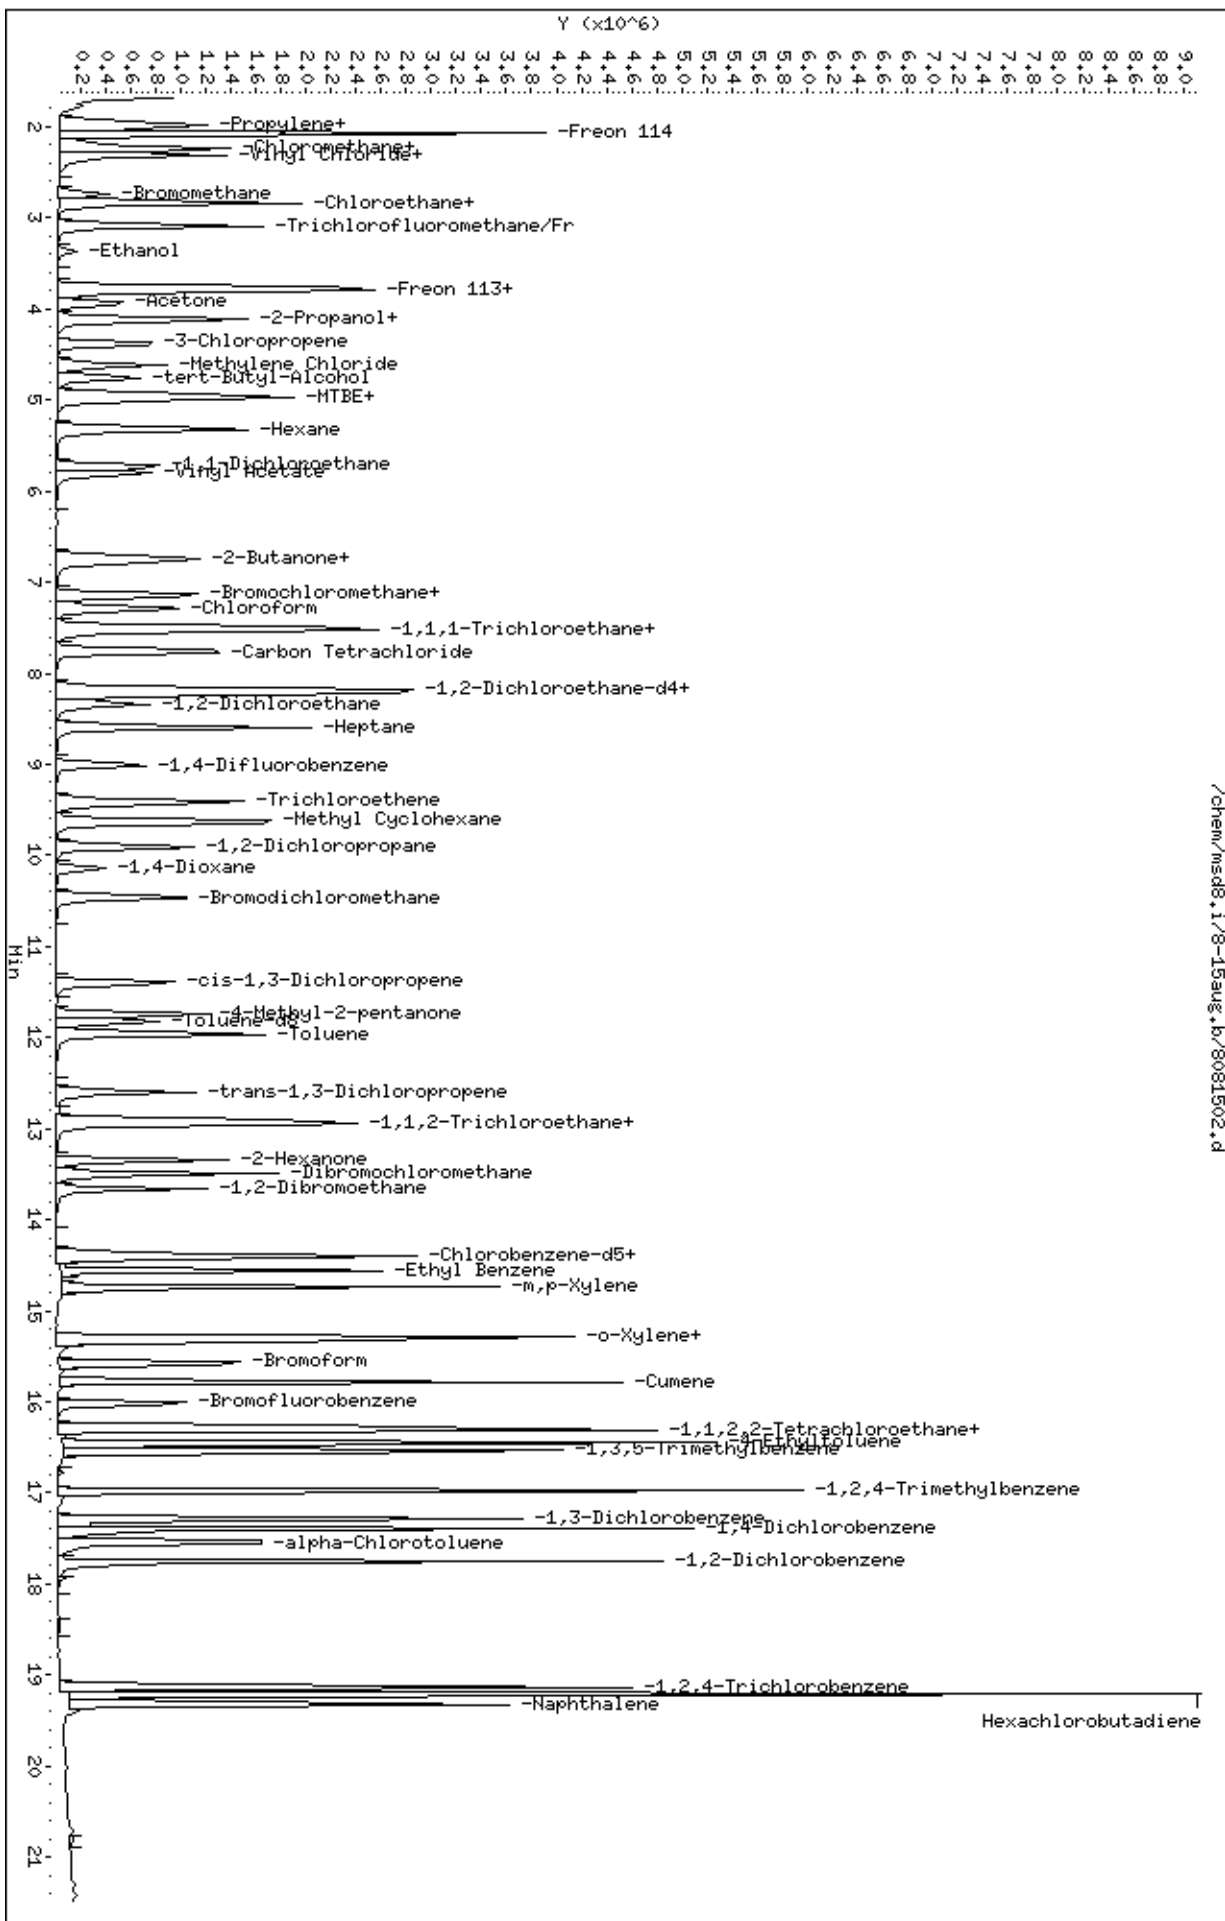 Y (x10^6)
0.2
0.4
0.6
0.8
1.0
1.2
1.4
1.6
1.8
2.0
2.2
2.4
2.6
2.8
3.0
3.2
3.4
3.6
3.8
4.0
4.2
4.4
4.6
4.8
5.0
5.2
5.4
5.6
5.8
6.0
6.2
6.4
6.6
6.8
7.0
7.2
7.4
7.6
7.8
8.0
8.2
8.4
8.6
8.8
9.0
-Propylene+
-Freon 114
-Chloromethane+
-Vinyl Chloride+
-Bromomethane
-Chloroethane+
-Trichlorofluoromethane/Fr
-Ethanol
-Freon 113+
-Acetone
-2-Propanol+
-3-Chloropropene
-Methylene Chloride
-tert-Butyl-Alcohol
-MTBE+
-Hexane
-1,1-Dichloroethane
-Vinyl Acetate
-2-Butanone+
-Bromochloromethane+
-Chloroform
-1,1,1-Trichloroethane+
-Carbon Tetrachloride
-1,2-Dichloroethane-d4+
-1,2-Dichloroethane
-Heptane
-1,4-Difluorobenzene
-Trichloroethene
-Methyl Cyclohexane
-1,2-Dichloropropane
-1,4-Dioxane
-Bromodichloromethane
-cis-1,3-Dichloropropene
-4-Methyl-2-pentanone
-Toluene-d8
-Toluene
-trans-1,3-Dichloropropene
-1,1,2-Trichloroethane+
-2-Hexanone
-Dibromochloromethane
-1,2-Dibromoethane
-Chlorobenzene-d5+
-Ethyl Benzene
-m,p-Xylene
-o-Xylene+
-Bromoform
-Cumene
-Bromofluorobenzene
-1,1,2,2-Tetrachloroethane+
-4-Ethyltoluene
-1,3,5-Trimethylbenzene
-1,2,4-Trimethylbenzene
-1,3-Dichlorobenzene
-1,4-Dichlorobenzene
-alpha-Chlorotoluene
-1,2-Dichlorobenzene
-1,2,4-Trichlorobenzene
-Naphthalene
Hexachlorobutadiene
2
3
4
5
6
7
8
9
10
11
12
13
14
15
16
17
18
19
20
21
Min
/chem/msd8.i/8-15aug.b/8081502.d